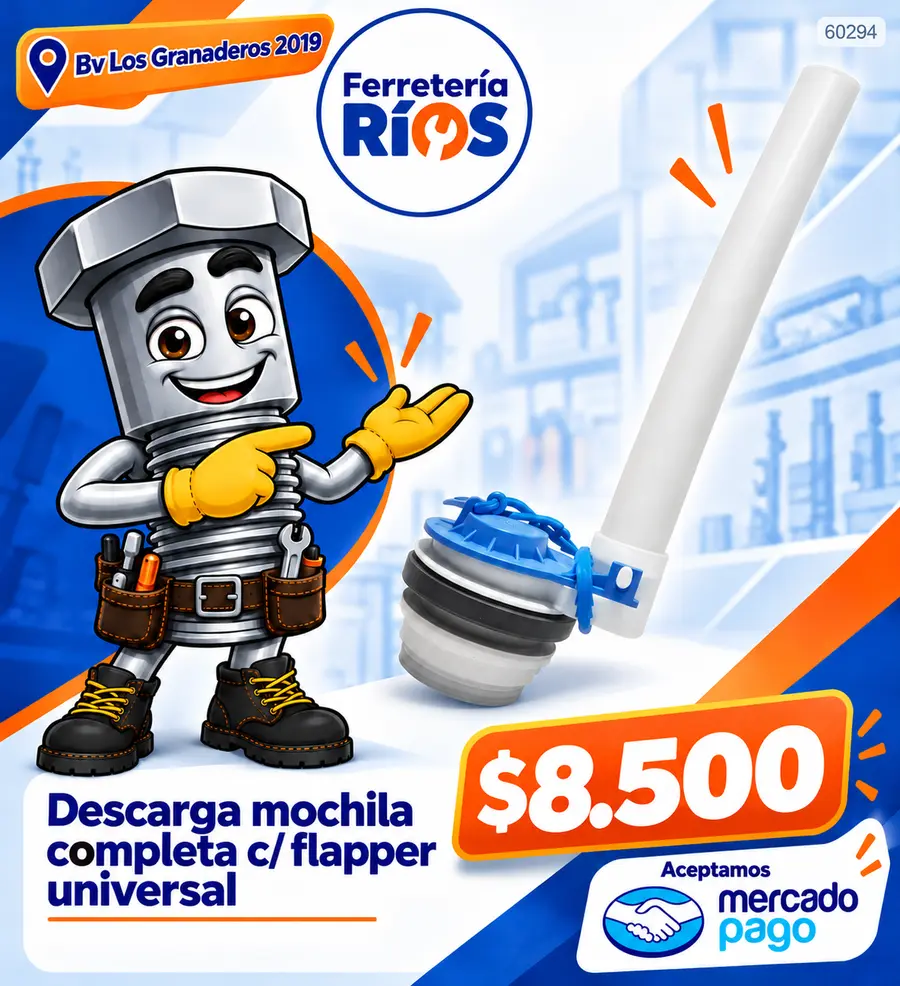 Bv Los Granaderos 2019
Ferretería
RÍOS
60294
Descarga mochila
completa c/ flapper
universal
$8.500
Aceptamos
mercado
pago